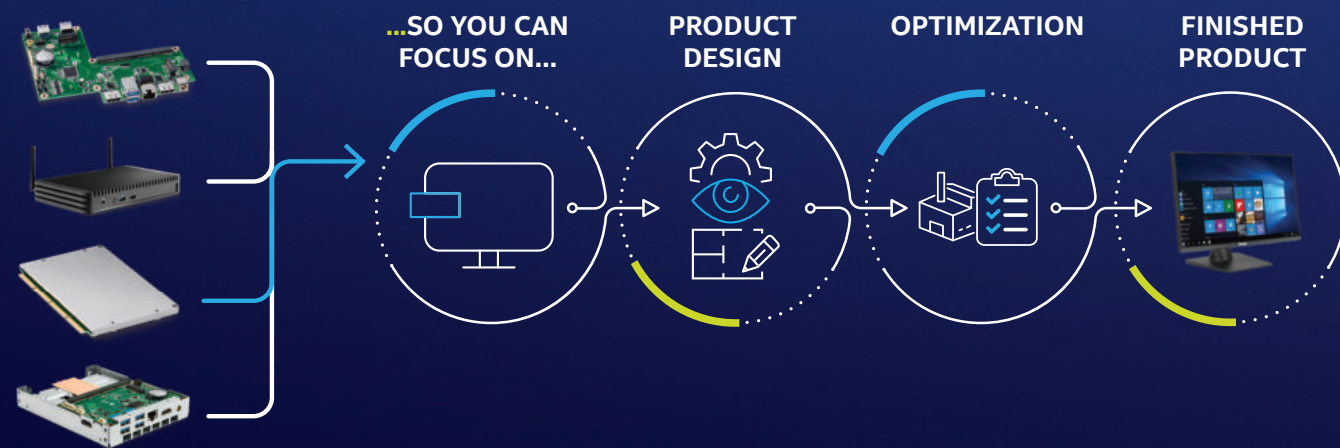 ...SO YOU CAN
FOCUS ON...
PRODUCT
DESIGN
OPTIMIZATION
FINISHED
PRODUCT